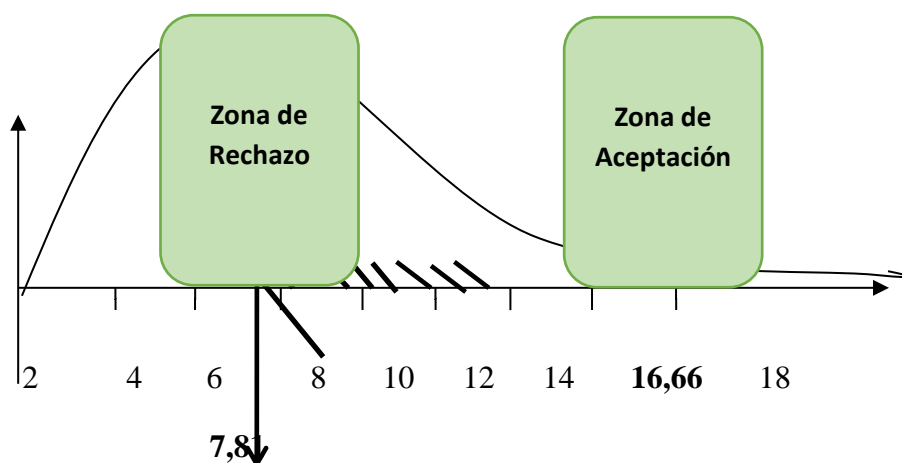 Zona de
Rechazo
Zona de
Aceptación
2 4 6 8 10 12 14 16,66 18
7,81